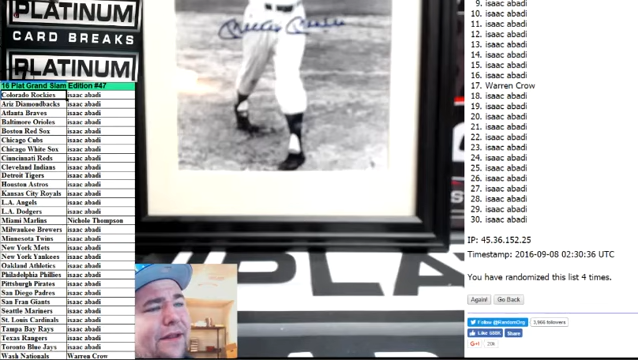 PLATINUM
CARD BREAKS
PLATINUM
16 Plat Grand Slam Edition #47
Colorado Rockies isaac abadi
Ariz Diamondbacks isaac abadi
Atlanta Braves isaac abadi
Baltimore Orioles isaac abadi
Boston Red Sox isaac abadi
Chicago Cubs isaac abadi
Chicago White Sox isaac abadi
Cincinnati Reds isaac abadi
Cleveland Indians isaac abadi
Detroit Tigers isaac abadi
Houston Astros isaac abadi
Kansas City Royals isaac abadi
L.A. Angels isaac abadi
L.A. Dodgers isaac abadi
Miami Marlins Nichole Thompson
Milwaukee Brewers isaac abadi
Minnesota Twins isaac abadi
New York Mets isaac abadi
New York Yankees isaac abadi
Oakland Athletics isaac abadi
Philadelphia Phillies isaac abadi
Pittsburgh Pirates isaac abadi
San Diego Padres isaac abadi
San Fran Giants isaac abadi
Seattle Mariners isaac abadi
St. Louis Cardinals isaac abadi
Tampa Bay Rays isaac abadi
Texas Rangers isaac abadi
Toronto Blue Jays isaac abadi
Wash Nationals Warren Crow
9. isaac abadi
10. isaac abadi
11. isaac abadi
12. isaac abadi
13. isaac abadi
14. isaac abadi
15. isaac abadi
16. isaac abadi
17. Warren Crow
18. isaac abadi
19. isaac abadi
20. isaac abadi
21. isaac abadi
22. isaac abadi
23. isaac abadi
24. isaac abadi
25. isaac abadi
26. isaac abadi
27. isaac abadi
28. isaac abadi
29. isaac abadi
30. isaac abadi
IP: 45.36.152.25
Timestamp: 2016-09-08 02:30:36 UTC
You have randomized this list 4 times.
Again! Go Back
Follow @RandomOrg 1,966 followers
Like Share